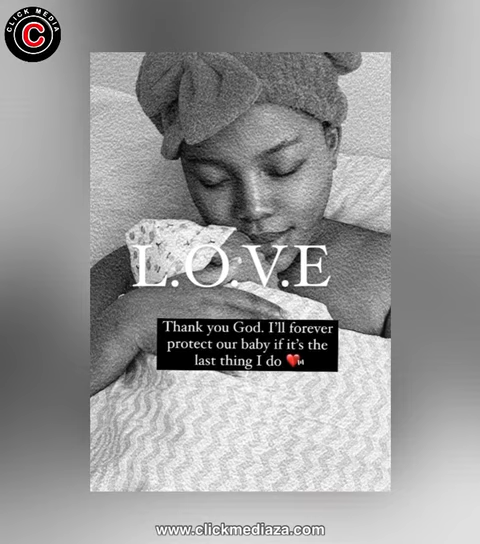 CLICK MEDIA
C
L.O.V.E
Thank you God. I'll forever
protect our baby if it's the
last thing I do ❤️
www.clickmediaza.com